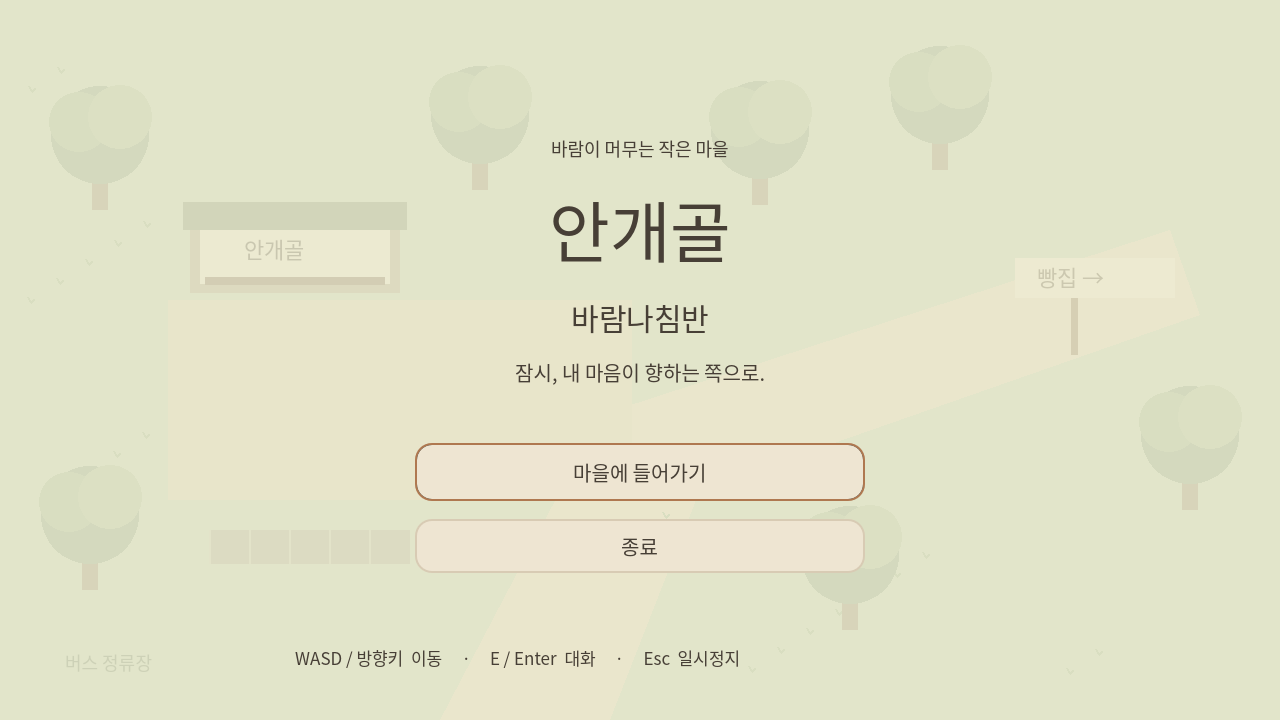 바람이 머무는 작은 마을
안개골
안개골
빵집 →
바람나침반
잠시, 내 마음이 향하는 쪽으로.
마을에 들어가기
종료
버스 정류장
WASD / 방향키 이동 · E / Enter 대화 · Esc 일시정지